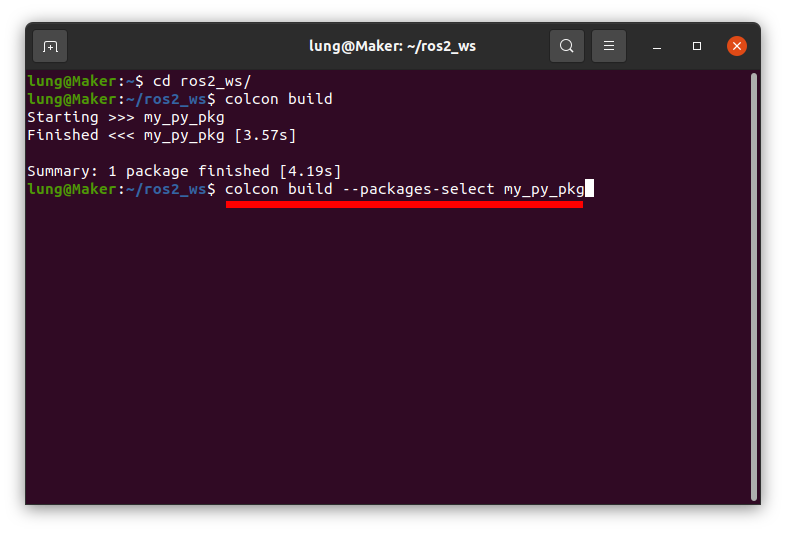 lung@Maker: ~/ros2_ws
lung@Maker:~$ cd ros2_ws/
lung@Maker:~/ros2_ws$ colcon build
Starting >>> my_py_pkg
Finished <<< my_py_pkg [3.57s]
Summary: 1 package finished [4.19s]
lung@Maker:~/ros2_ws$ colcon build --packages-select my_py_pkg